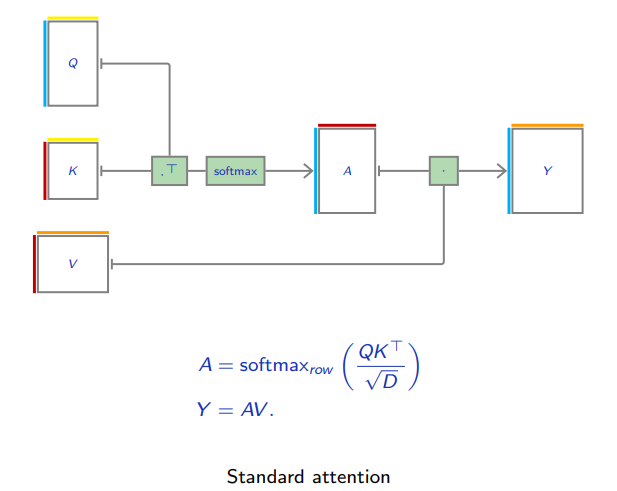 Q
K
.⊤
softmax
A
·
Y
V
A = softmax_row (QK^⊤ / √D)
Y = AV.
Standard attention